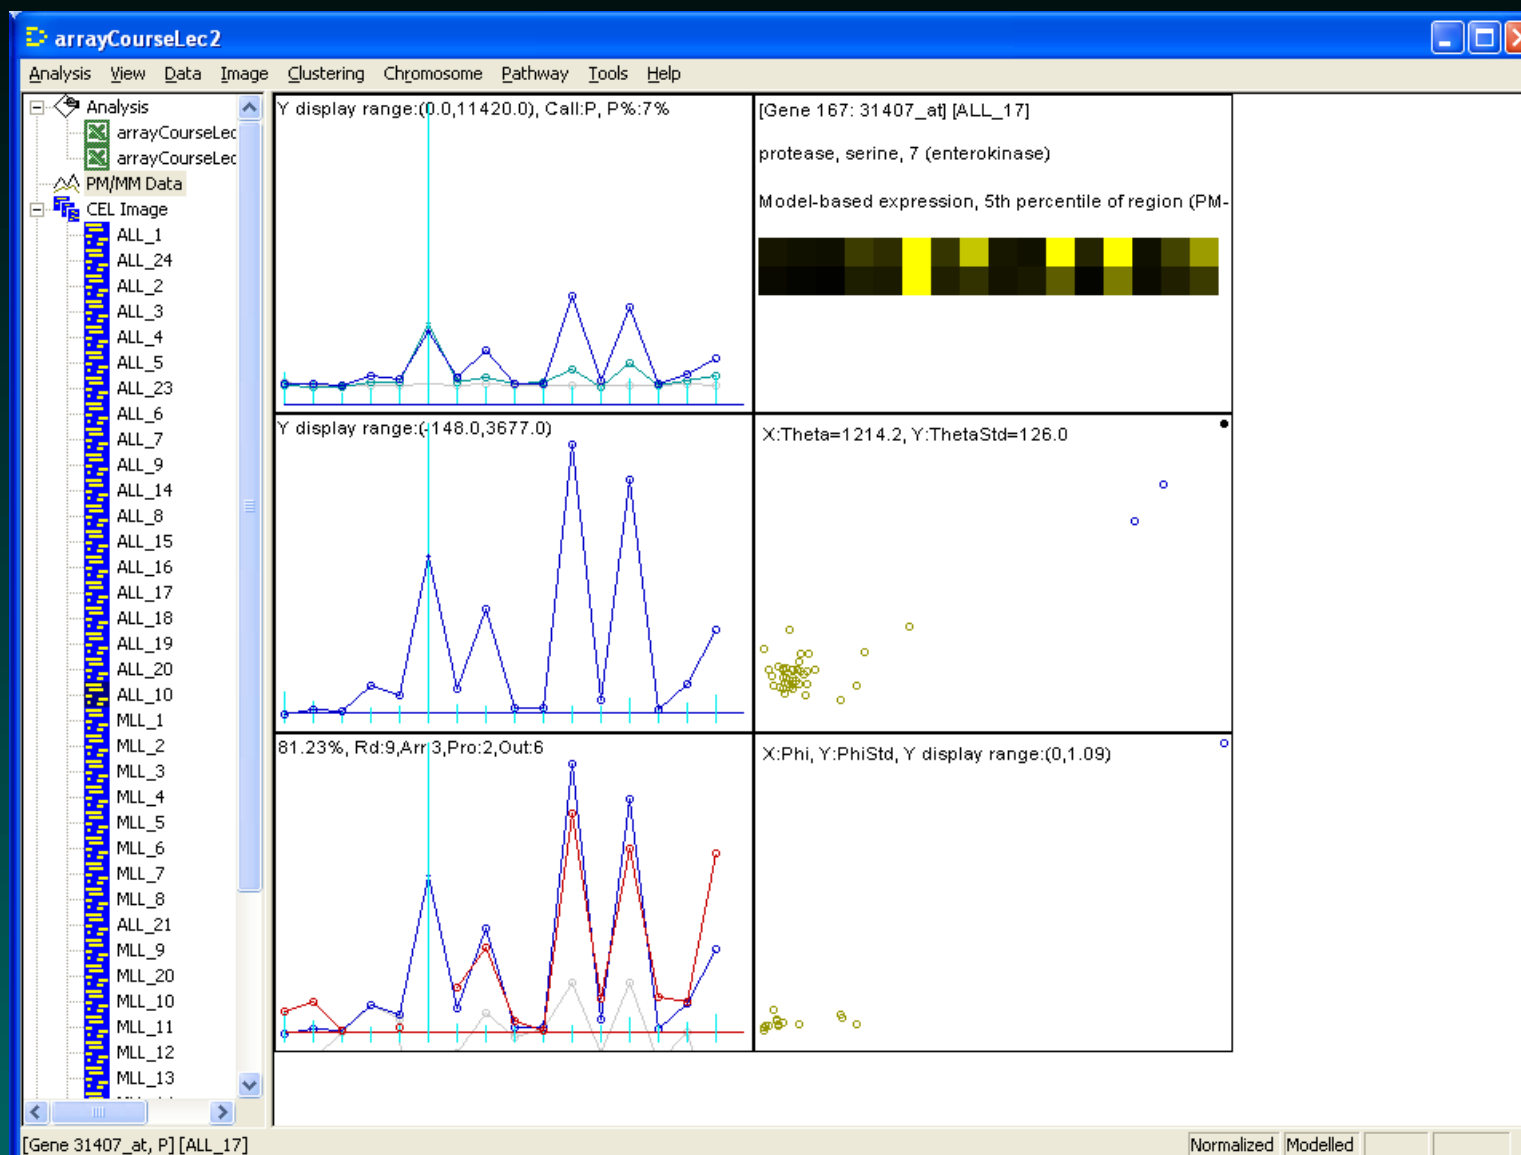 arrayCourseLec2
Analysis View Data Image Clustering Chromosome Pathway Tools Help
Analysis
arrayCourseLec
arrayCourseLec
PM/MM Data
CEL Image
ALL_1
ALL_24
ALL_2
ALL_3
ALL_4
ALL_5
ALL_23
ALL_6
ALL_7
ALL_9
ALL_14
ALL_8
ALL_15
ALL_16
ALL_17
ALL_18
ALL_19
ALL_20
ALL_10
MLL_1
MLL_2
MLL_3
MLL_4
MLL_5
MLL_6
MLL_7
MLL_8
ALL_21
MLL_9
MLL_20
MLL_10
MLL_11
MLL_12
MLL_13
Y display range:(0.0,11420.0), Call:P, P%:7%
[Gene 167: 31407_at] [ALL_17]
protease, serine, 7 (enterokinase)
Model-based expression, 5th percentile of region (PM-
Y display range:(-148.0,3677.0)
X:Theta=1214.2, Y:ThetaStd=126.0
81.23%, Rd:9,Arr:3,Pro:2,Out:6
X:Phi, Y:PhiStd, Y display range:(0,1.09)
[Gene 31407_at, P] [ALL_17]
Normalized Modelled